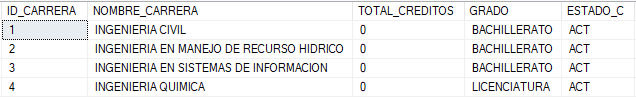 ID_CARRERA NOMBRE_CARRERA TOTAL_CREDITOS GRADO ESTADO_C
1 INGENIERIA CIVIL 0 BACHILLERATO ACT
2 INGENIERIA EN MANEJO DE RECURSO HIDRICO 0 BACHILLERATO ACT
3 INGENIERIA EN SISTEMAS DE INFORMACION 0 BACHILLERATO ACT
4 INGENIERIA QUIMICA 0 LICENCIATURA ACT